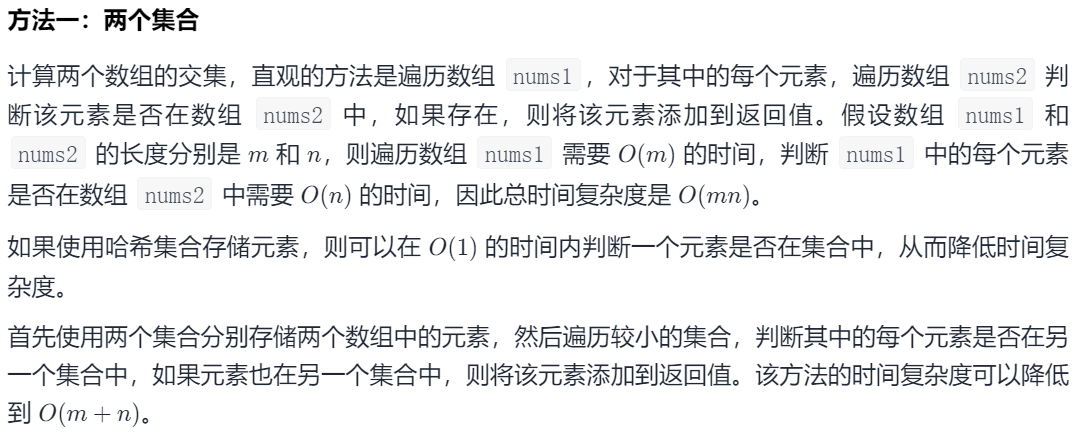 方法一：两个集合
计算两个数组的交集，直观的方法是遍历数组 nums1 ，对于其中的每个元素，遍历数组 nums2 判
断该元素是否在数组 nums2 中，如果存在，则将该元素添加到返回值。假设数组 nums1 和
nums2 的长度分别是 m 和 n，则遍历数组 nums1 需要 O(m) 的时间，判断 nums1 中的每个元素
是否在数组 nums2 中需要 O(n) 的时间，因此总时间复杂度是 O(mn)。
如果使用哈希集合存储元素，则可以在 O(1) 的时间内判断一个元素是否在集合中，从而降低时间复
杂度。
首先使用两个集合分别存储两个数组中的元素，然后遍历较小的集合，判断其中的每个元素是否在另
一个集合中，如果元素也在另一个集合中，则将该元素添加到返回值。该方法的时间复杂度可以降低
到 O(m + n)。